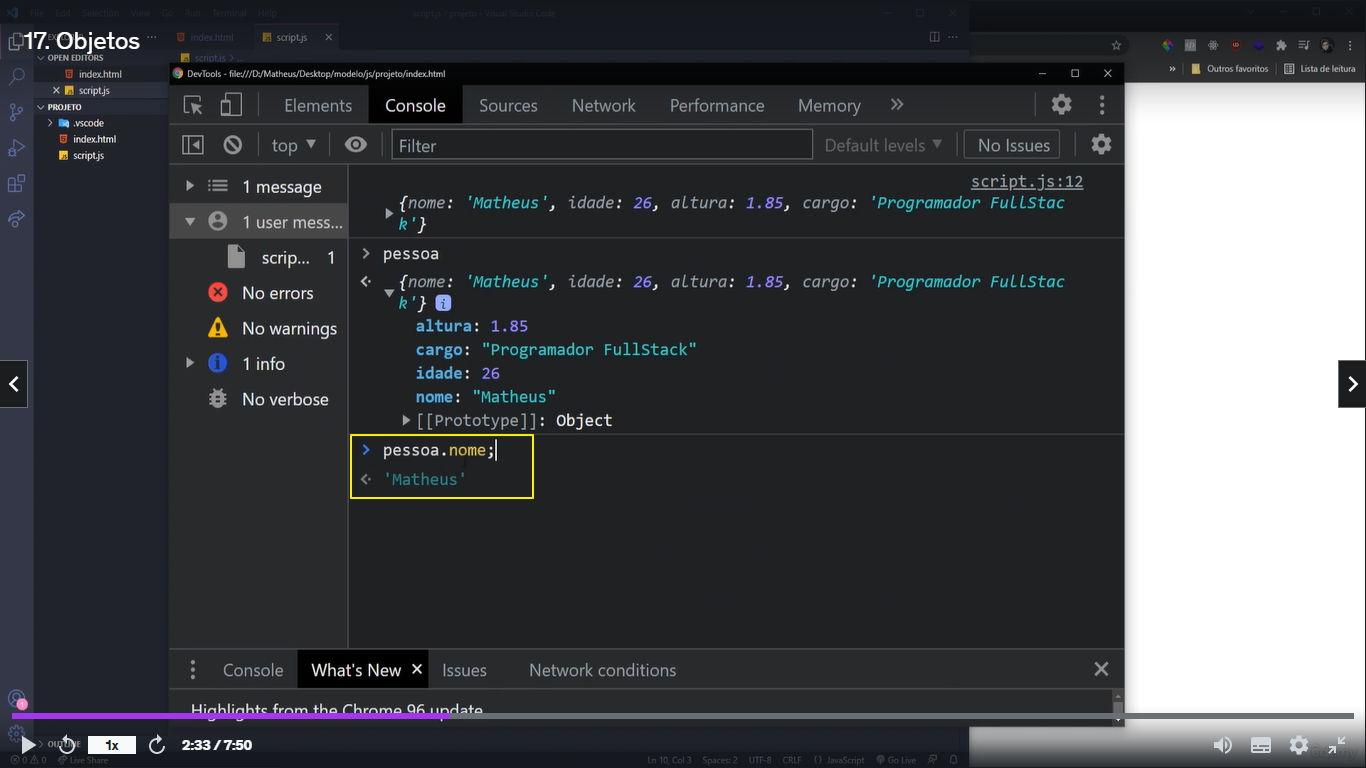 File Edit Selection View Go Run Terminal Help
script.js - projeto - Visual Studio Code
17. Objetos
index.html
script.js
OPEN EDITORS
index.html
script.js
PROJETO
.vscode
index.html
script.js
script.js > ...
Outros favoritos
Lista de leitura
DevTools - file:///D:/Matheus/Desktop/modelo/js/projeto/index.html
Elements Console Sources Network Performance Memory
top
Filter
Default levels
No Issues
1 message
1 user mess...
scrip... 1
No errors
No warnings
1 info
No verbose
script.js:12
{nome: 'Matheus', idade: 26, altura: 1.85, cargo: 'Programador FullStac
k'}
pessoa
{nome: 'Matheus', idade: 26, altura: 1.85, cargo: 'Programador FullStac
k'}
altura: 1.85
cargo: "Programador FullStack"
idade: 26
nome: "Matheus"
[[Prototype]]: Object
pessoa.nome;
'Matheus'
Console What's New Issues Network conditions
Highlights from the Chrome 96 update
1
OUTLINE
1x
2:33 / 7:50
0 0 Live Share
Ln 10, Col 3 Spaces: 2 UTF-8 CRLF {} JavaScript Go Live